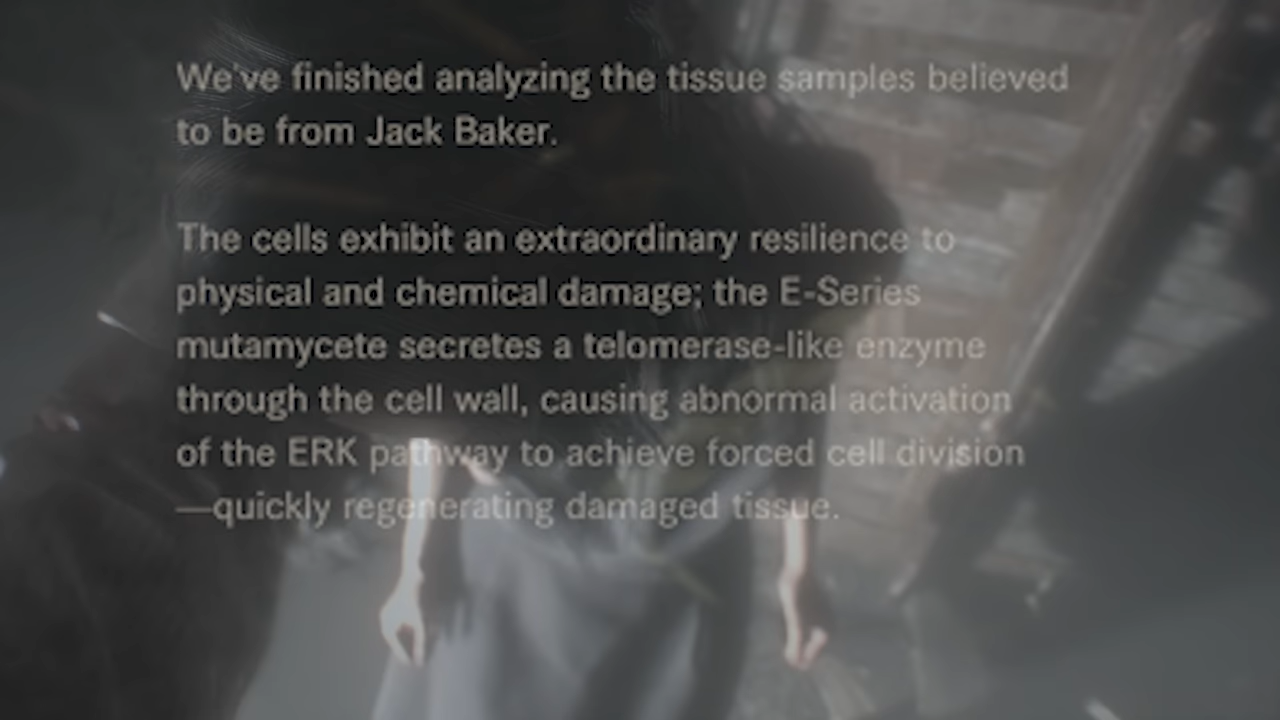 We've finished analyzing the tissue samples believed
to be from Jack Baker.
The cells exhibit an extraordinary resilience to
physical and chemical damage; the E-Series
mutamycete secretes a telomerase-like enzyme
through the cell wall, causing abnormal activation
of the ERK pathway to achieve forced cell division
—quickly regenerating damaged tissue.